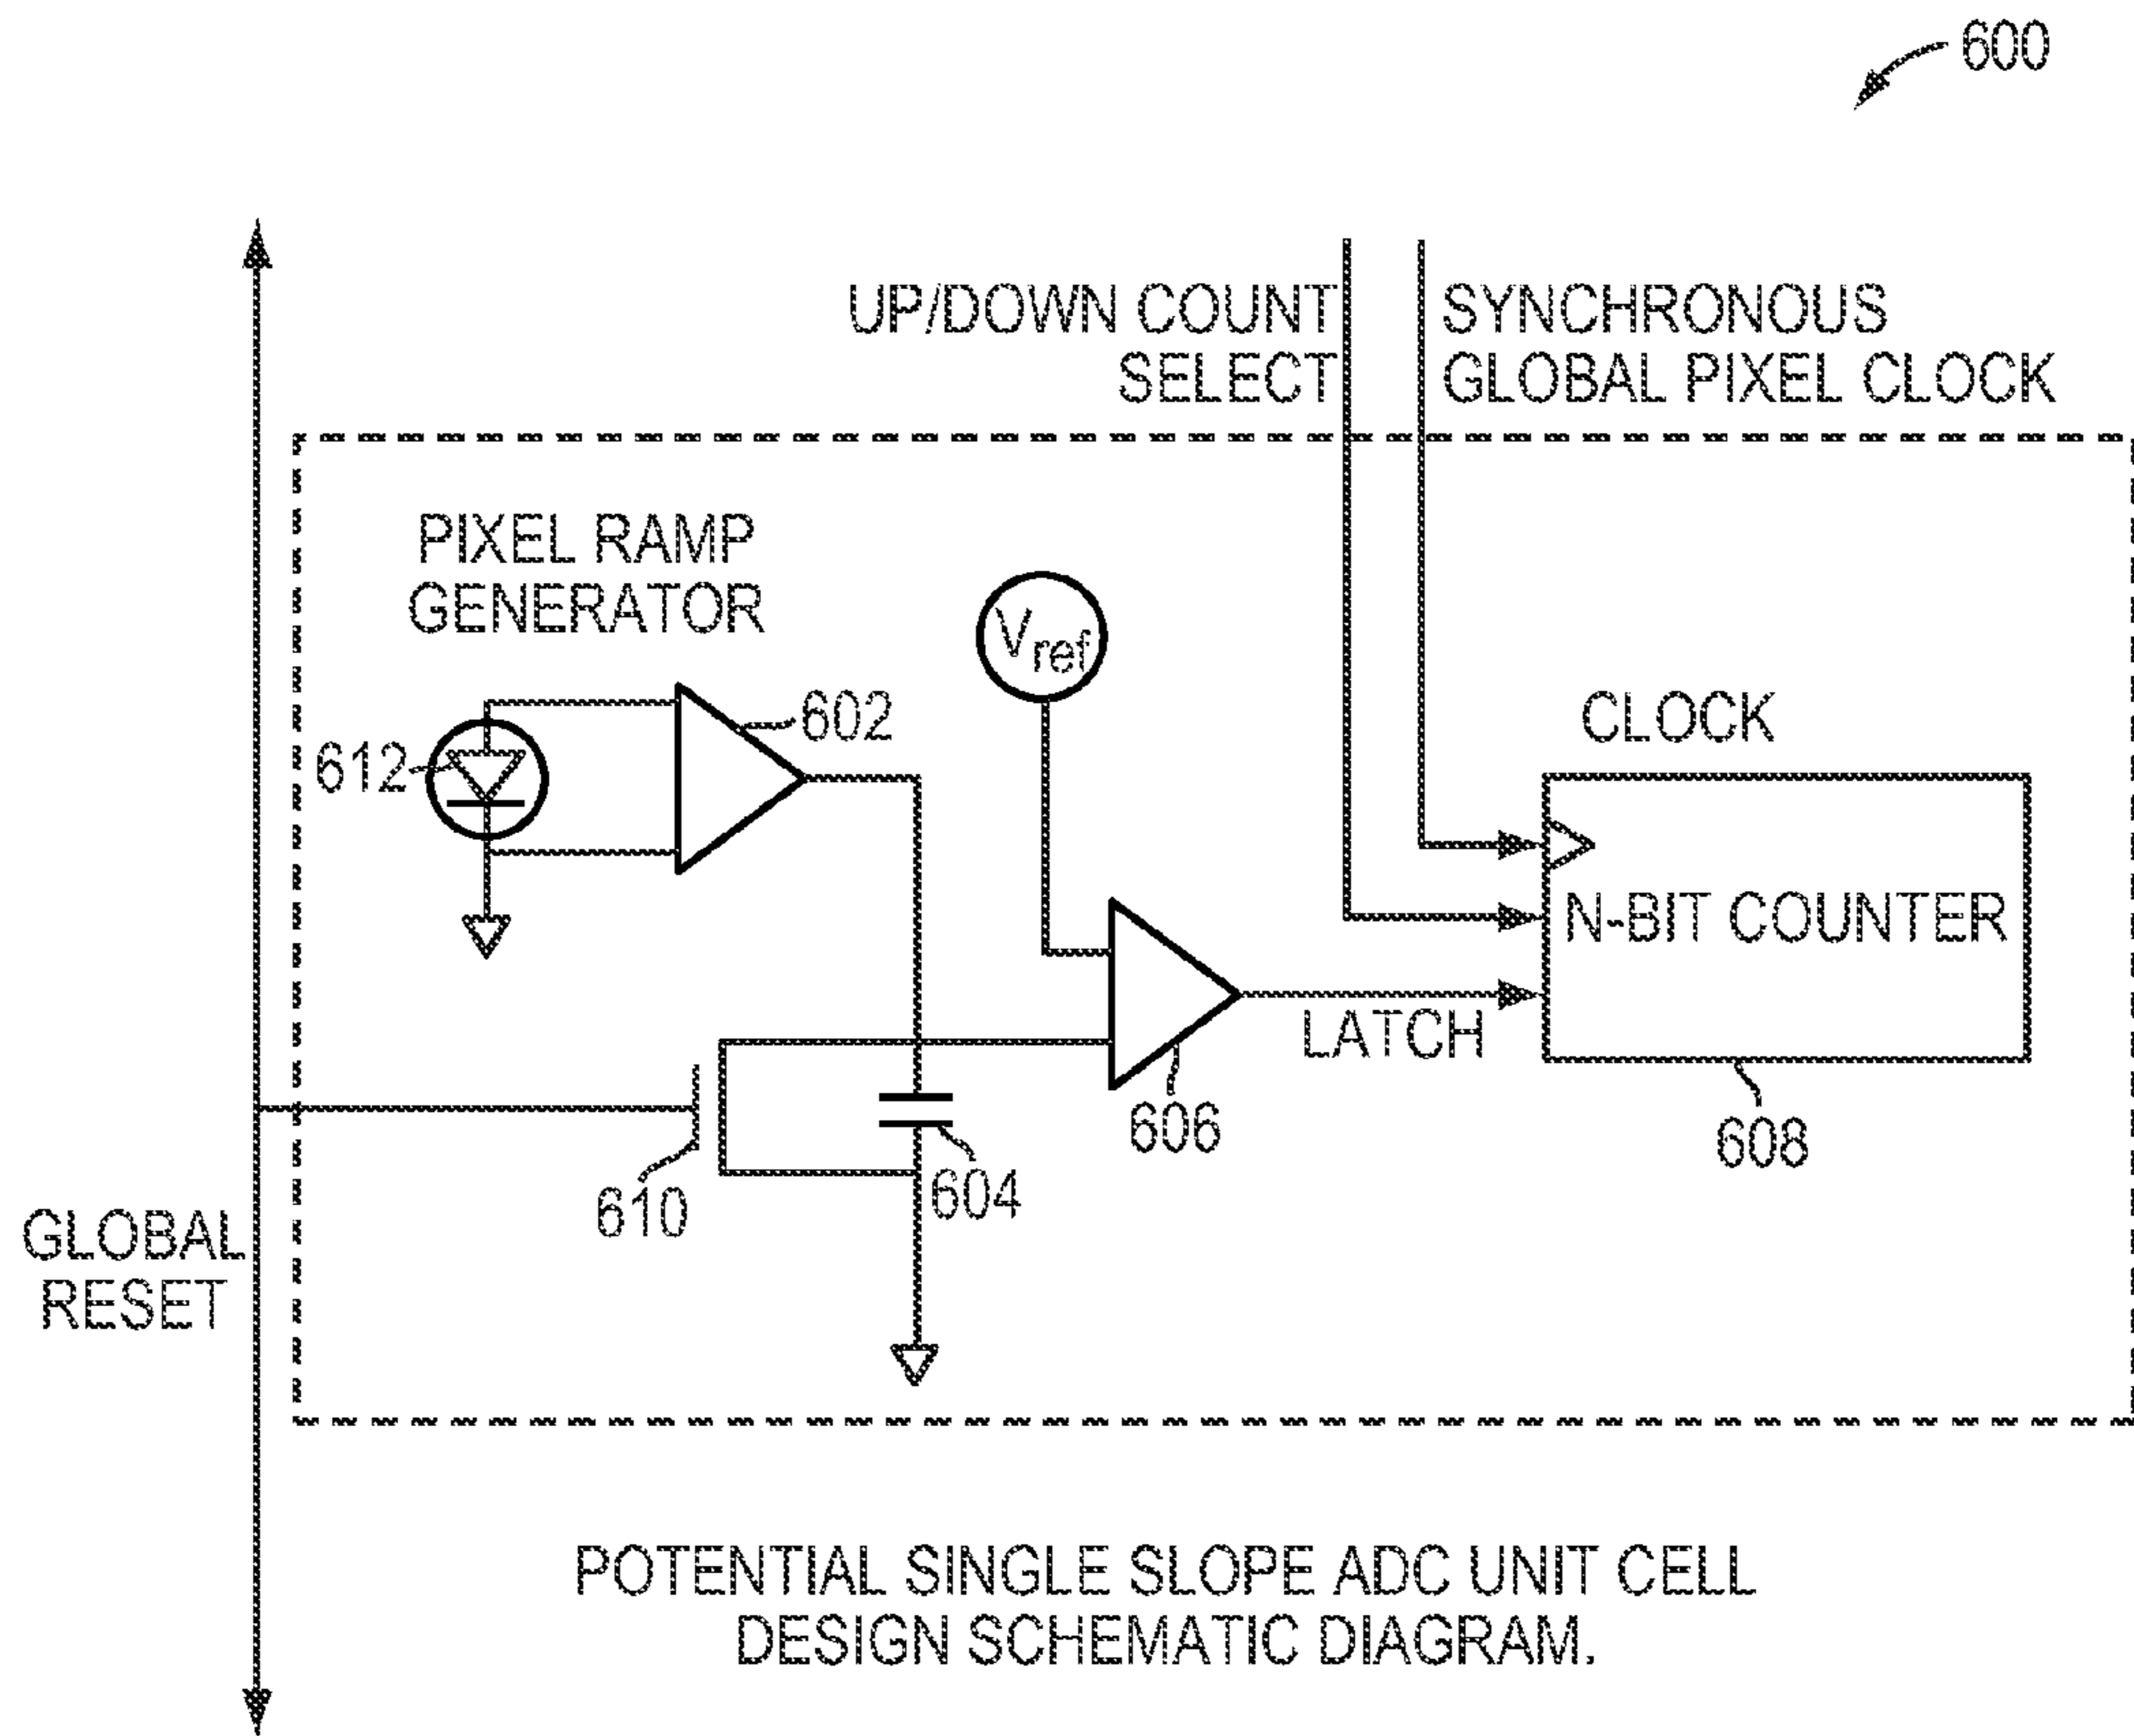 600
UP/DOWN COUNT
SELECT
SYNCHRONOUS
GLOBAL PIXEL CLOCK
PIXEL RAMP
GENERATOR
Vref
602
612
CLOCK
N-BIT COUNTER
LATCH
606
608
610
604
GLOBAL
RESET
POTENTIAL SINGLE SLOPE ADC UNIT CELL
DESIGN SCHEMATIC DIAGRAM.